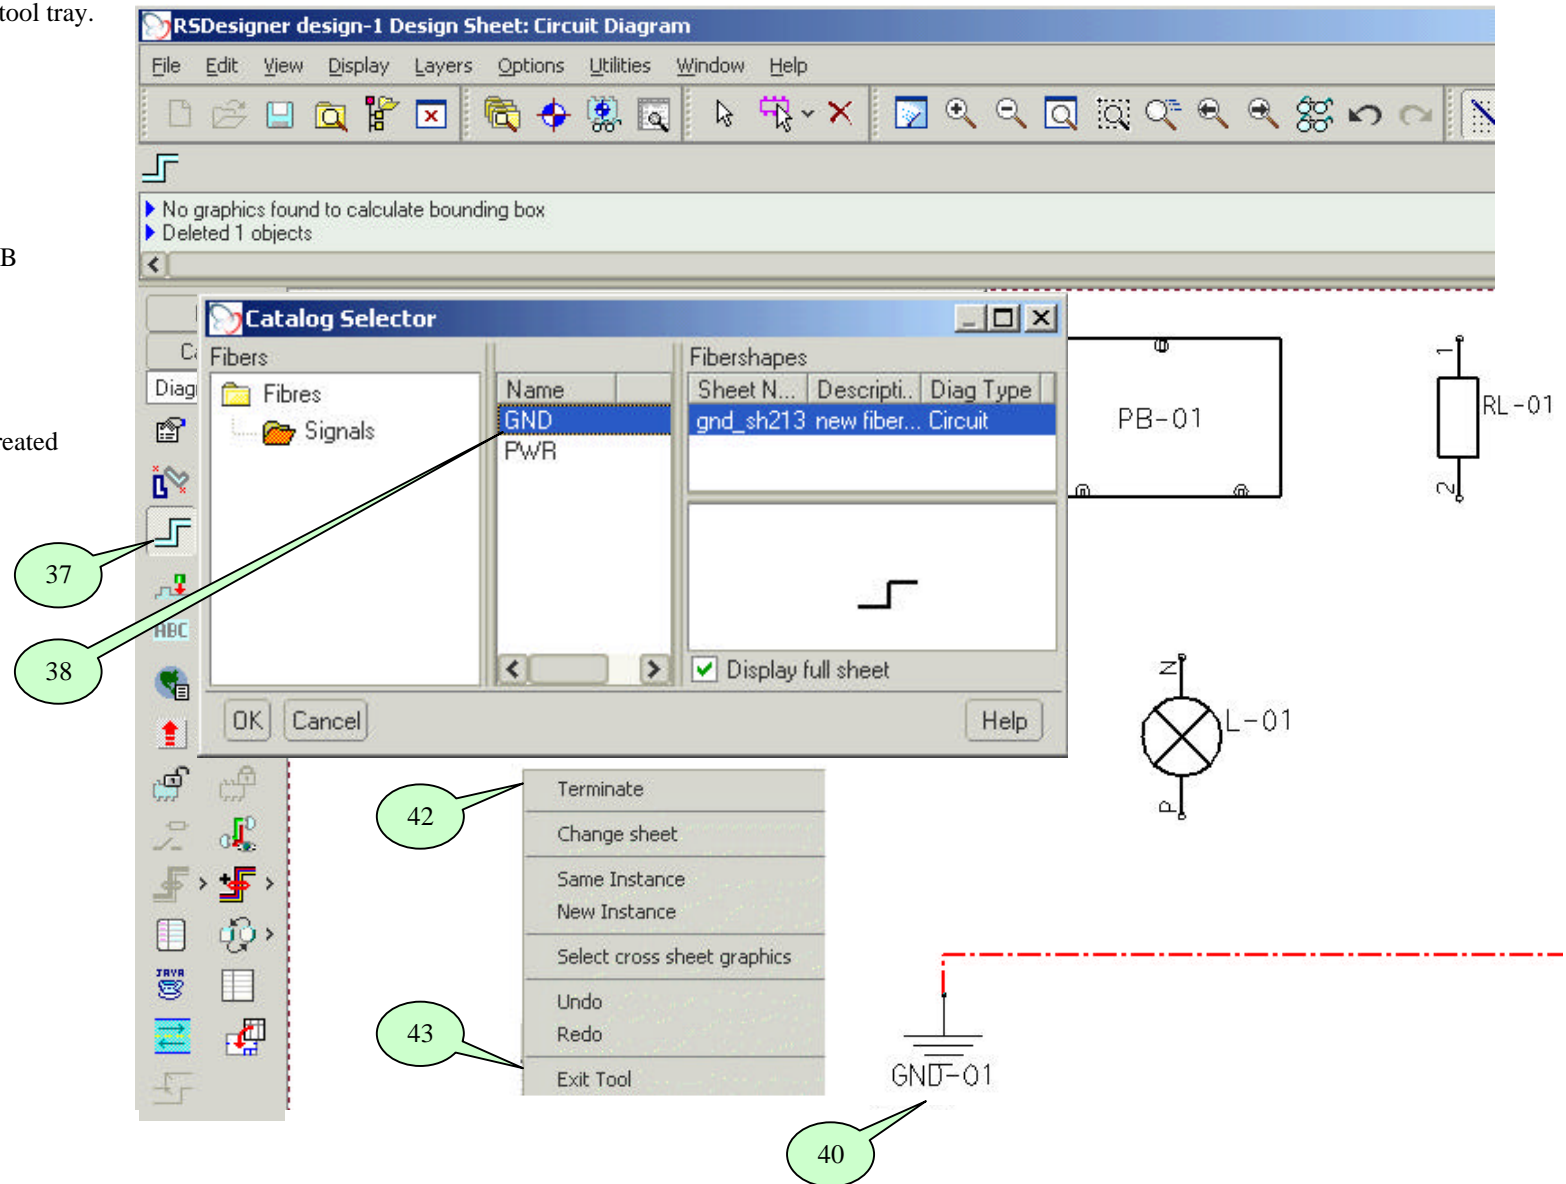 tool tray.
RSDesigner design-1 Design Sheet: Circuit Diagram
File Edit View Display Layers Options Utilities Window Help
No graphics found to calculate bounding box
Deleted 1 objects
B
Catalog Selector
Fibers
Fibershapes
Name
Sheet N... Descripti.. Diag Type
Diag
Fibres
Signals
GND
PWR
gnd_sh213 new fiber... Circuit
PB-01
1
RL-01
2
reated
37
ABC
38
Display full sheet
OK Cancel Help
N
L-01
P
42
Terminate
Change sheet
Same Instance
New Instance
Select cross sheet graphics
Undo
Redo
43
Exit Tool
JAVA
GND-01
40